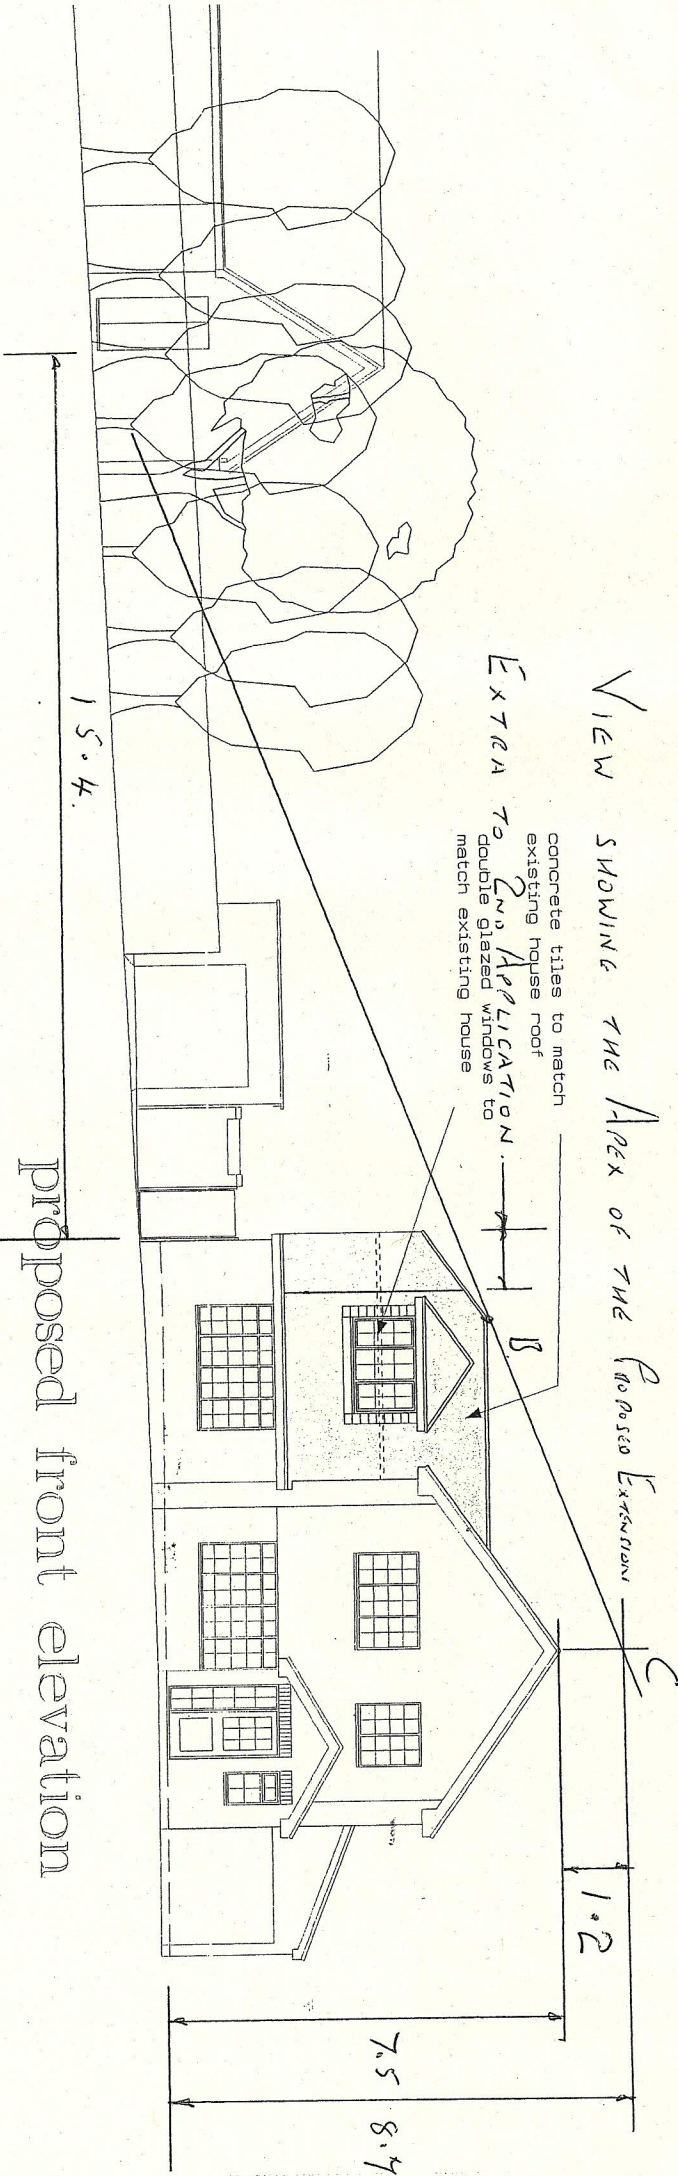 VIEW SHOWING THE APEX OF THE PROPOSED EXTENSION
C
concrete tiles to match
existing house roof
EXTRA TO 2ND APPLICATION.
double glazed windows to
match existing house
B
1.2
7.5
8.7
15.4.
proposed front elevation